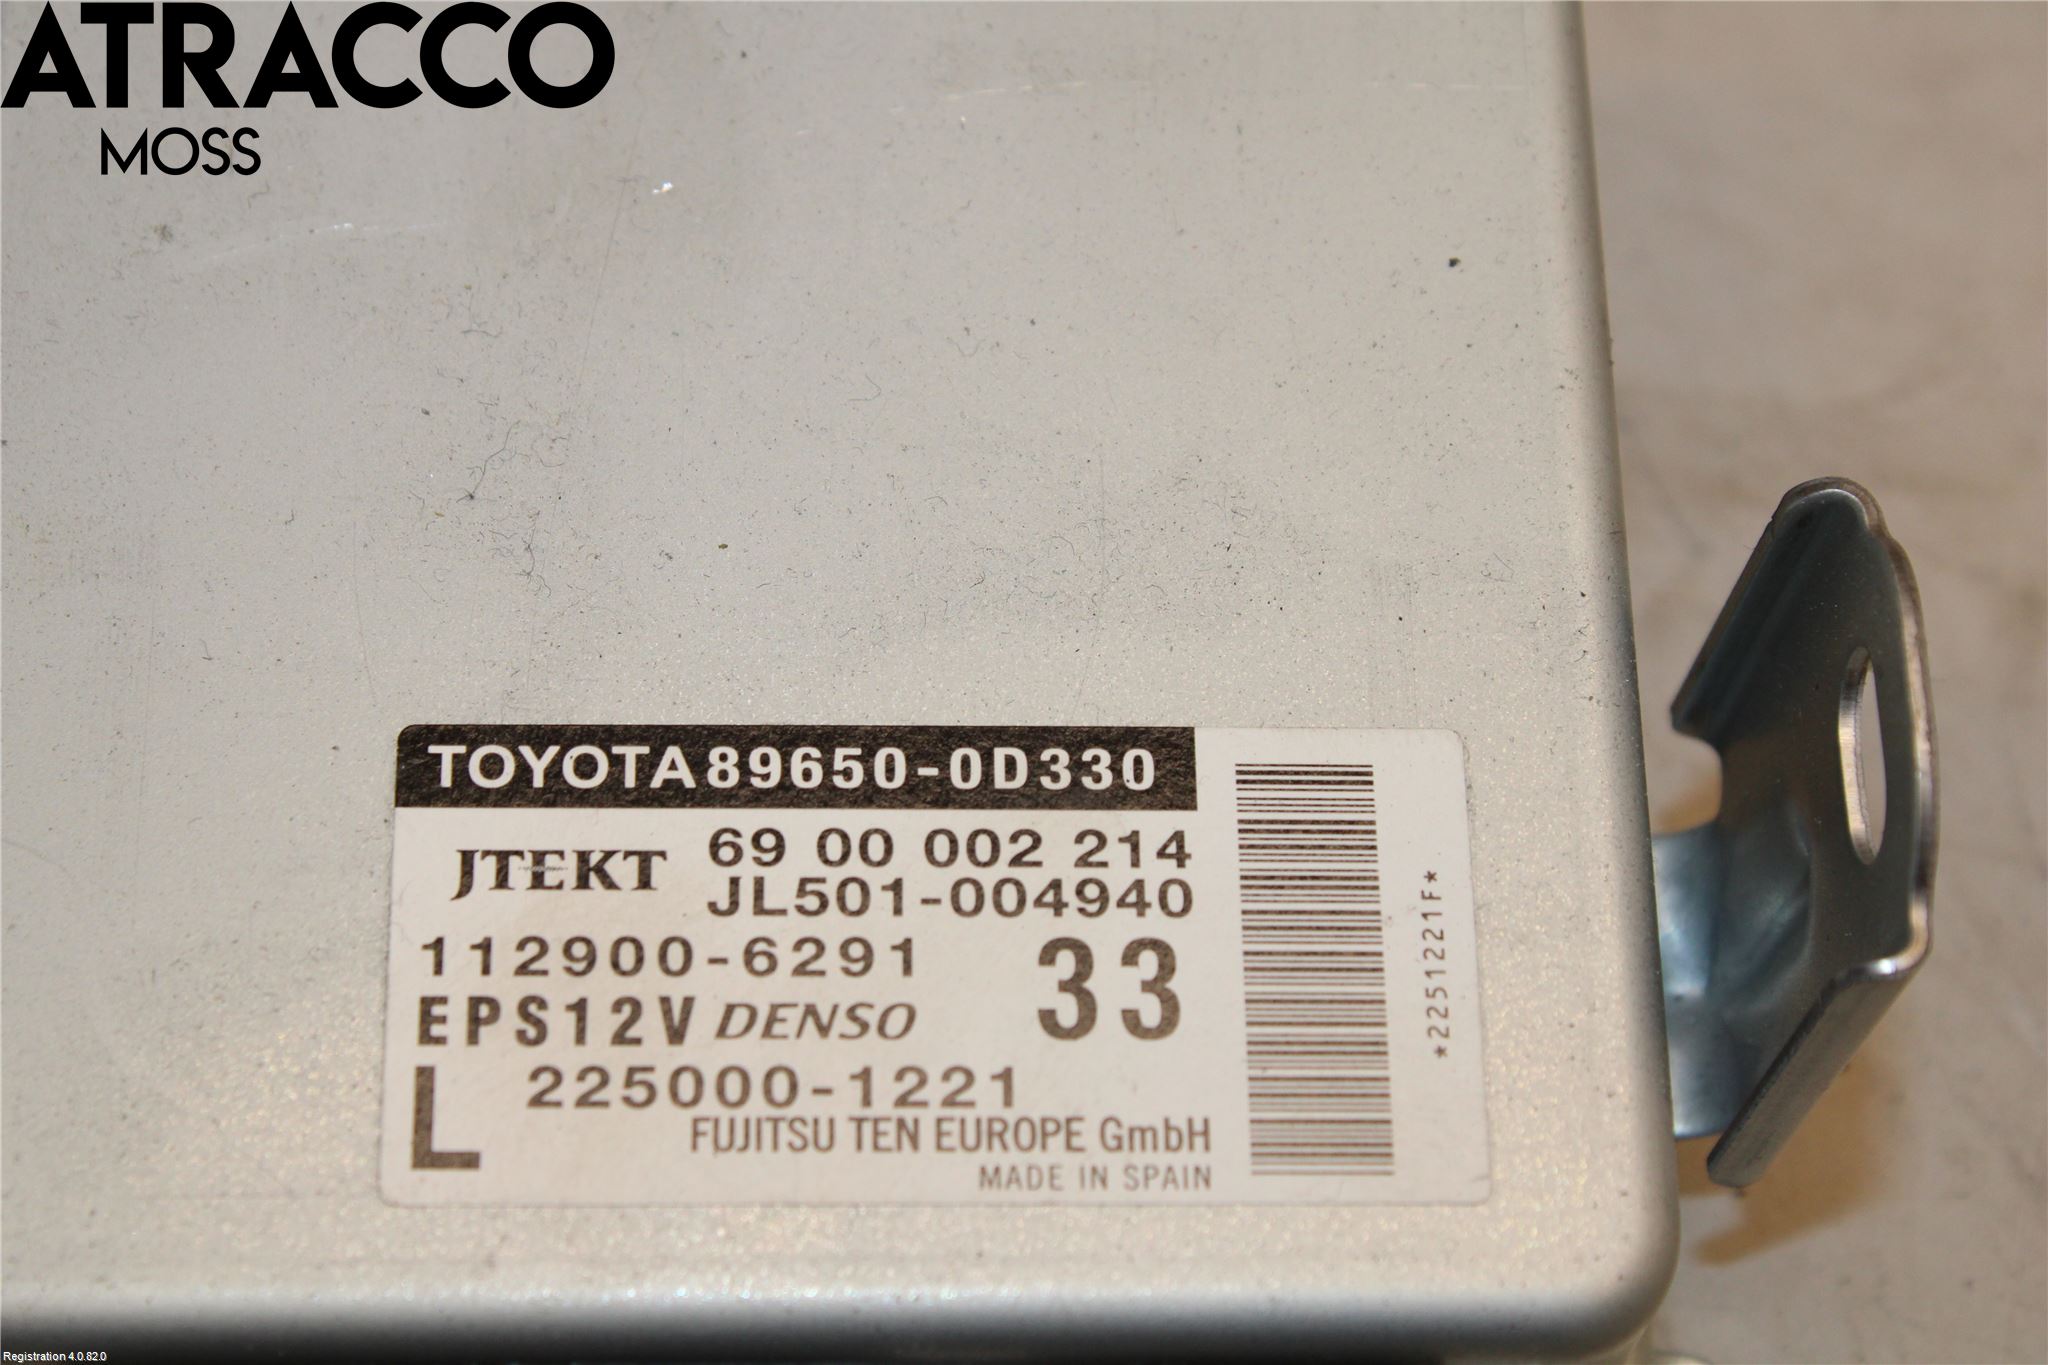 ATRACCO
MOSS
TOYOTA 89650-0D330
JTEKT 69 00 002 214
JL501-004940
112900-6291
33
EPS12V DENSO
L 225000-1221
FUJITSU TEN EUROPE GmbH
MADE IN SPAIN
*2251221F*
Registration 4.0.82.0